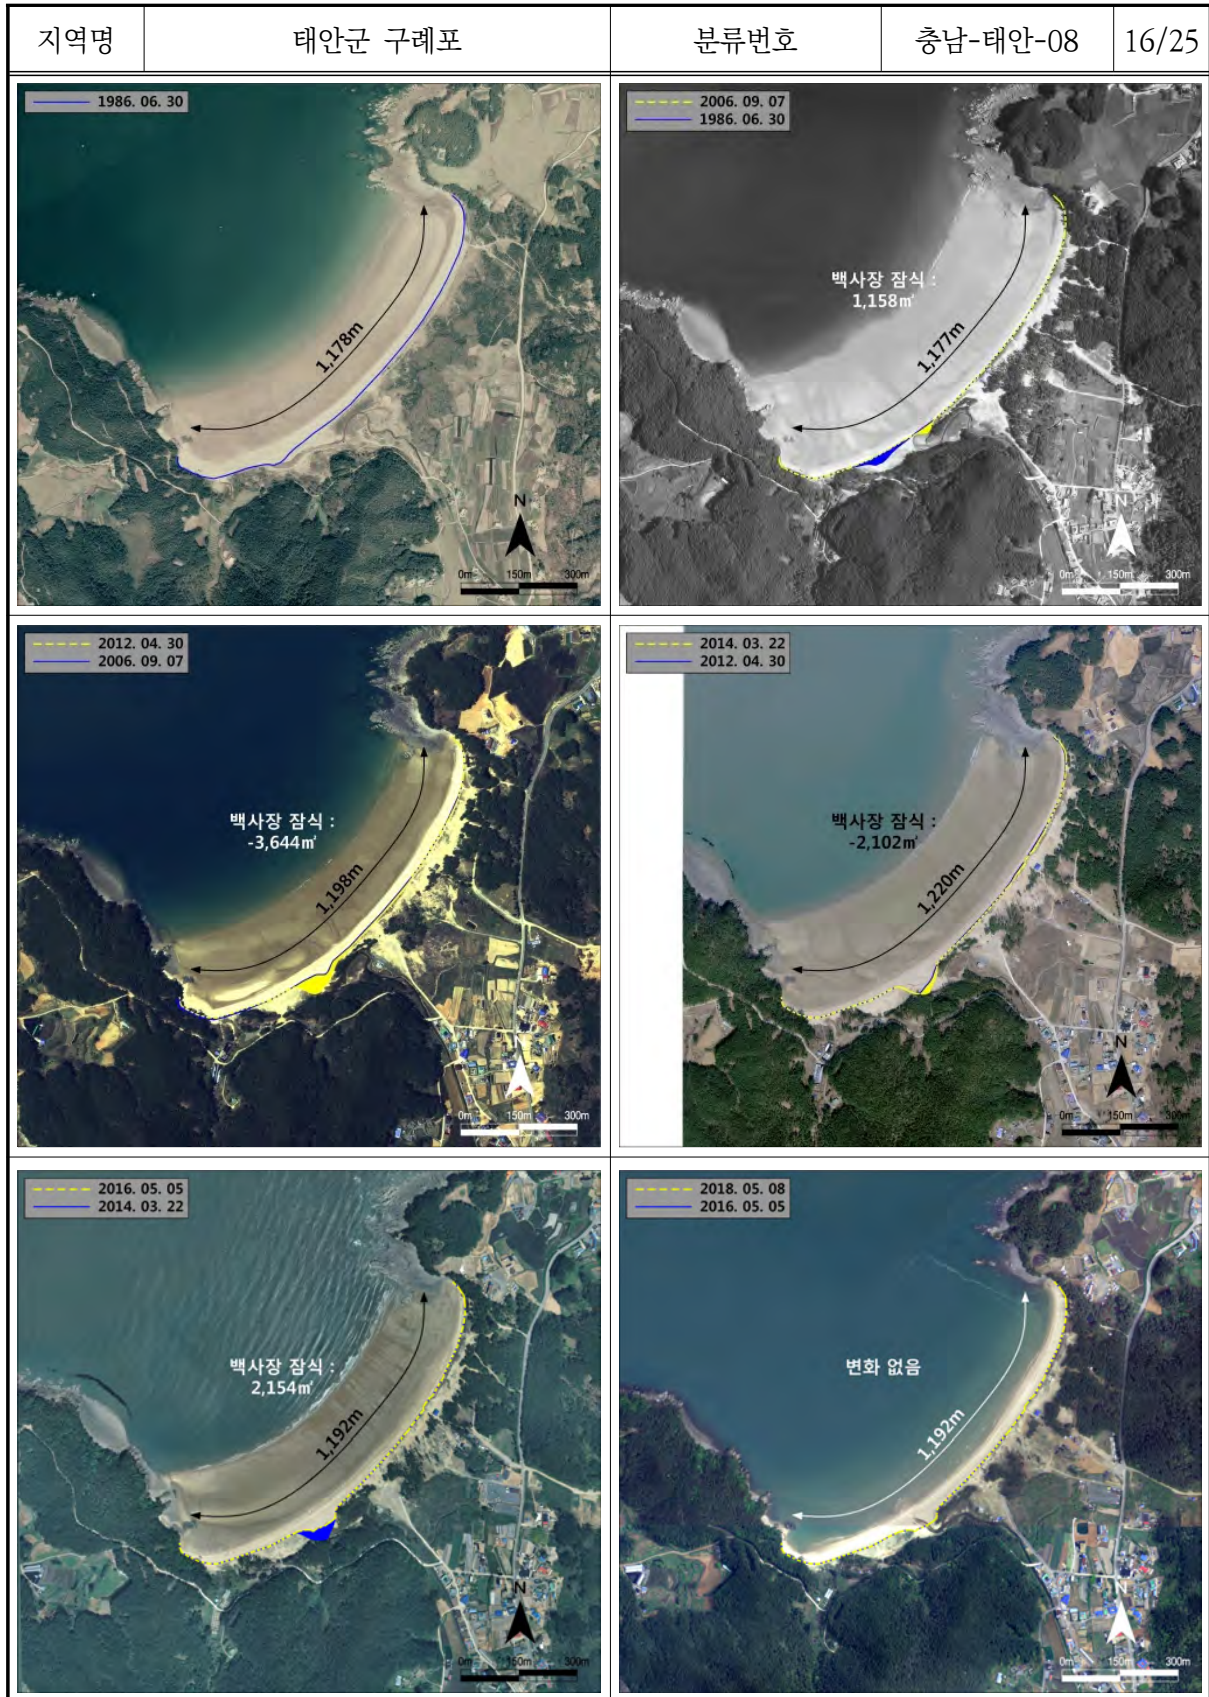 지역명 태안군 구례포 분류번호 충남-태안-08 16/25
1986. 06. 30
1,178m
N
0m 150m 300m
2006. 09. 07
1986. 06. 30
백사장 잠식 :
1,158㎡
1,177m
N
0m 150m 300m
2012. 04. 30
2006. 09. 07
백사장 잠식 :
-3,644㎡
1,198m
N
0m 150m 300m
2014. 03. 22
2012. 04. 30
백사장 잠식 :
-2,102㎡
1,220m
N
0m 150m 300m
2016. 05. 05
2014. 03. 22
백사장 잠식 :
2,154㎡
1,192m
N
0m 150m 300m
2018. 05. 08
2016. 05. 05
변화 없음
1,192m
N
0m 150m 300m